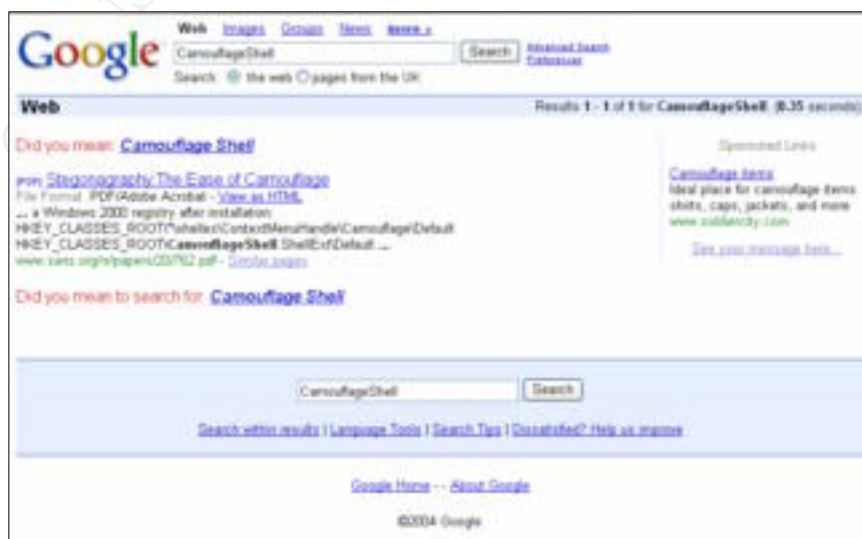 Google
Web Images Groups News more »
CamouflageShell Search Advanced Search
Preferences
Search: the web pages from the UK
Web Results 1 - 1 of 1 for CamouflageShell. (0.35 seconds)
Did you mean: Camouflage Shell
Sponsored Links
[PDF] Steganography The Ease of Camouflage
File Format: PDF/Adobe Acrobat - View as HTML
... a Windows 2000 registry after installation:
HKEY_CLASSES_ROOT\*\shellex\ContextMenuHandle\Camouflage\Default
HKEY_CLASSES_ROOT\CamouflageShell.ShellExt\Default ...
www.sans.org/rr/papers/20/762.pdf - Similar pages
Camouflage items
Ideal place for camouflage items
shirts, caps, jackets, and more
www.soldiercity.com
See your message here...
Did you mean to search for: Camouflage Shell
CamouflageShell Search
Search within results | Language Tools | Search Tips | Dissatisfied? Help us improve
Google Home - - About Google
©2004 Google